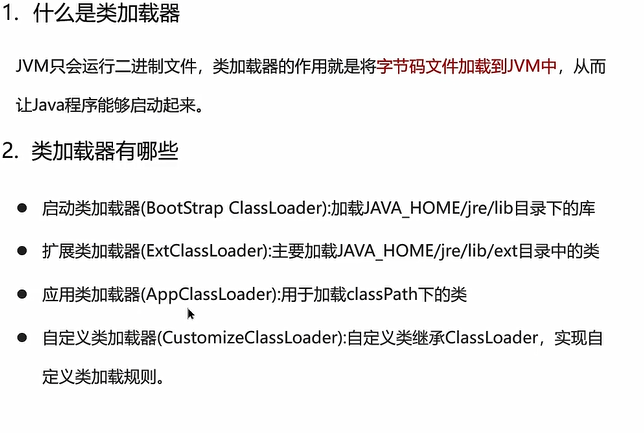 1. 什么是类加载器
JVM只会运行二进制文件，类加载器的作用就是将字节码文件加载到JVM中，从而
让Java程序能够启动起来。
2. 类加载器有哪些
● 启动类加载器(BootStrap ClassLoader):加载JAVA_HOME/jre/lib目录下的库
● 扩展类加载器(ExtClassLoader):主要加载JAVA_HOME/jre/lib/ext目录中的类
● 应用类加载器(AppClassLoader):用于加载classPath下的类
● 自定义类加载器(CustomizeClassLoader):自定义类继承ClassLoader，实现自
定义类加载规则。